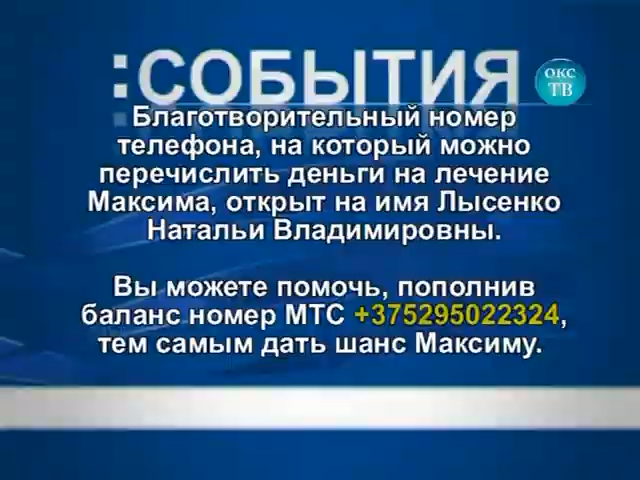 :СОБЫТИЯ
ОКС
ТВ
Благотворительный номер
телефона, на который можно
перечислить деньги на лечение
Максима, открыт на имя Лысенко
Натальи Владимировны.
Вы можете помочь, пополнив
баланс номер МТС +375295022324,
тем самым дать шанс Максиму.